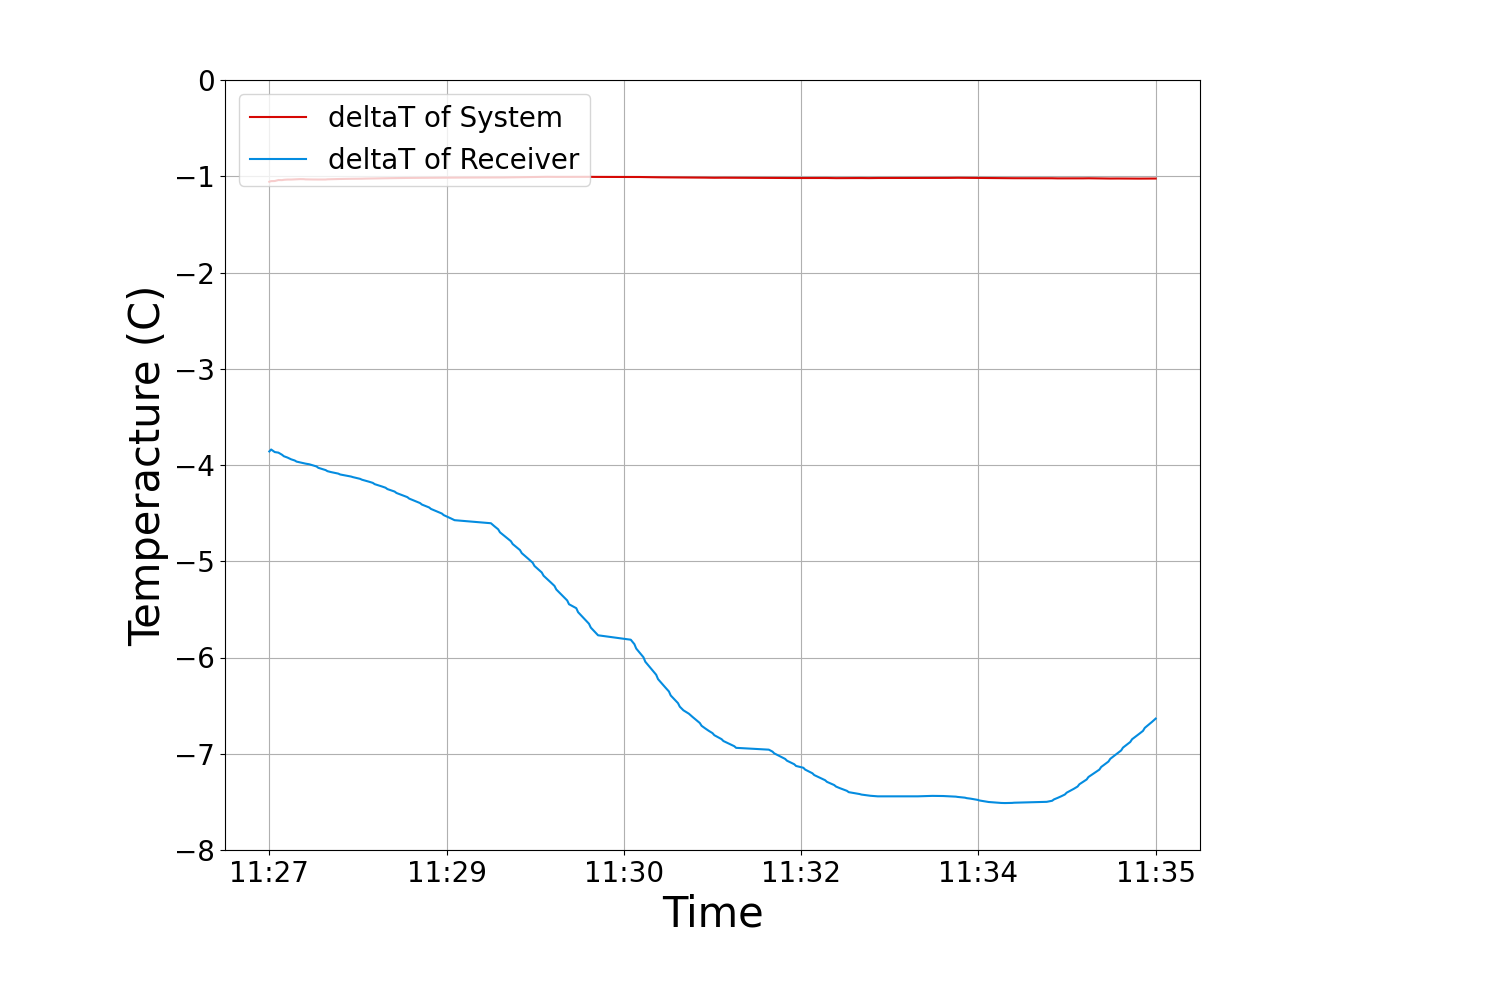 deltaT of System
deltaT of Receiver
0
−1
−2
−3
−4
−5
−6
−7
−8
Temperacture (C)
11:27 11:29 11:30 11:32 11:34 11:35
Time